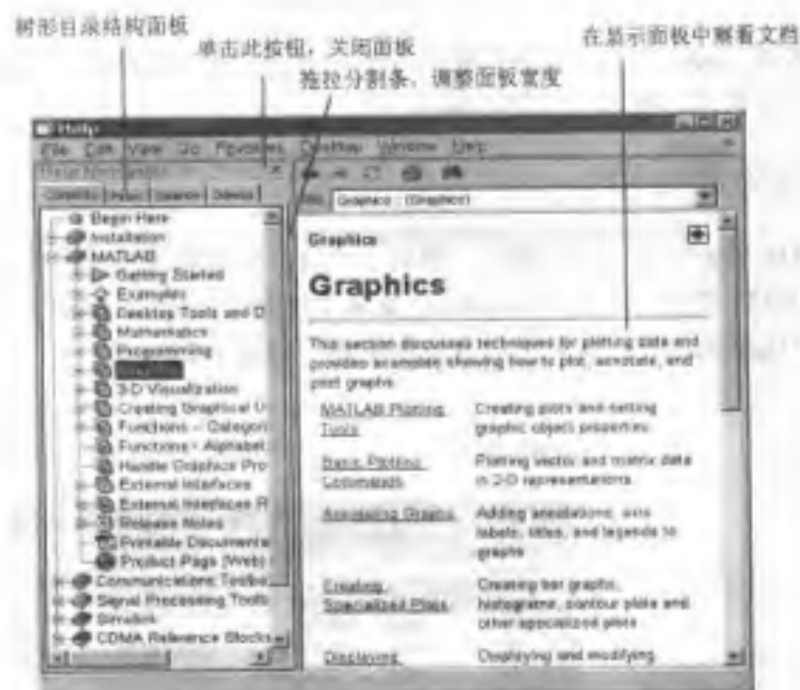 树形目录结构面板
单击此按钮，关闭面板
在显示面板中察看文档
拖拉分割条、调整面板宽度
Help
File Edit View Go Favorites Desktop Window Help
Contents Index Search Demos
Graphics : (Graphics)
Begin Here
Installation
MATLAB
Getting Started
Examples
Desktop Tools and D
Mathematics
Programming
Graphics
3-D Visualization
Creating Graphical U
Functions - Categori
Functions - Alphabet
Handle Graphics Pro
External Interfaces
External Interfaces R
Release Notes
Printable Documenta
Product Page (Web)
Communications Toolbo
Signal Processing Toolb
Simulink
CDMA Reference Blocks
Graphics
Graphics
This section discusses techniques for plotting data and
provides examples showing how to plot, annotate, and
print graphs.
MATLAB Plotting
Tools
Creating plots and setting
graphic object properties
Basic Plotting
Commands
Plotting vector and matrix data
in 2-D representations.
Annotating Graphs
Adding annotations, axis
labels, titles, and legends to
graphs
Creating
Specialized Plots
Creating bar graphs,
histograms, contour plots and
other specialized plots
Displaying
Displaying and modifying